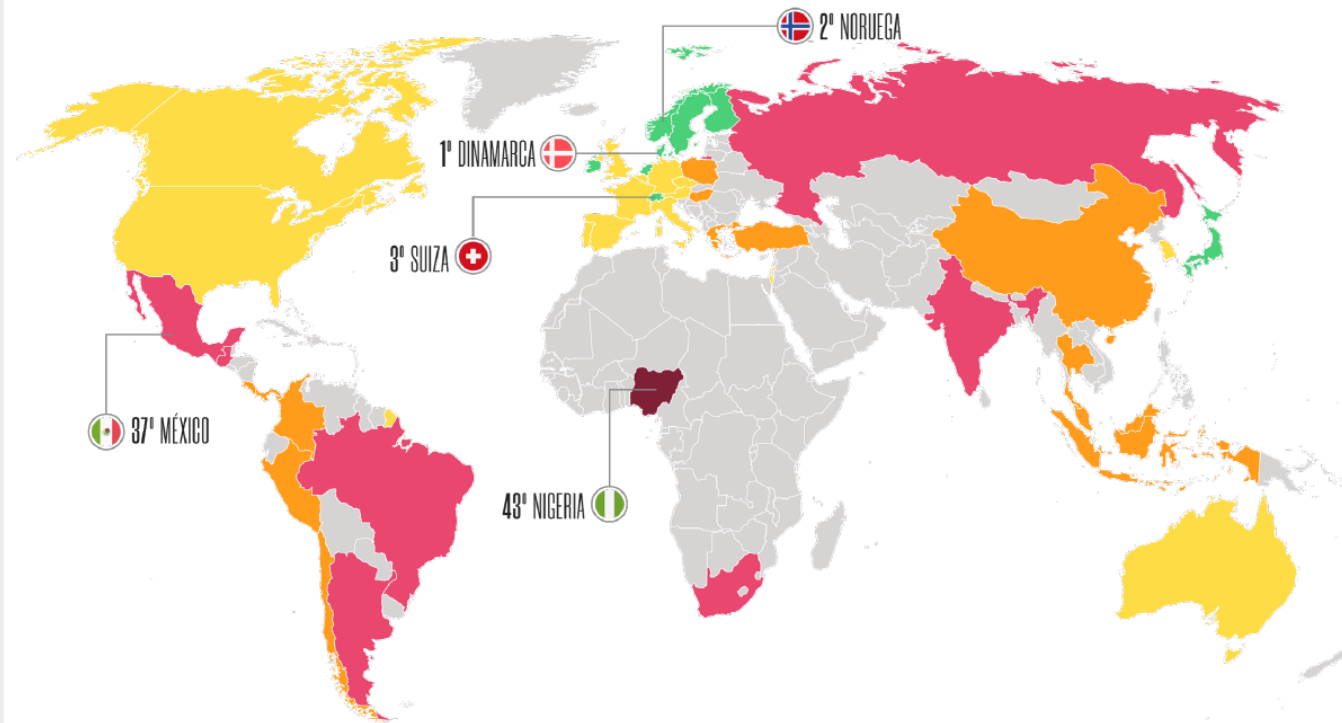 2º NORUEGA
1º DINAMARCA
3º SUIZA
37º MÉXICO
43º NIGERIA